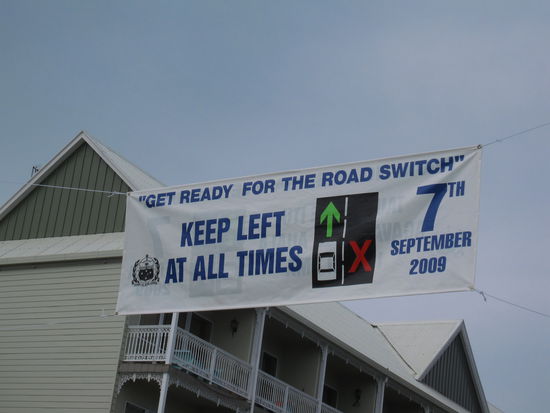 "GET READY FOR THE ROAD SWITCH"
KEEP LEFT
AT ALL TIMES
X
7TH
SEPTEMBER
2009